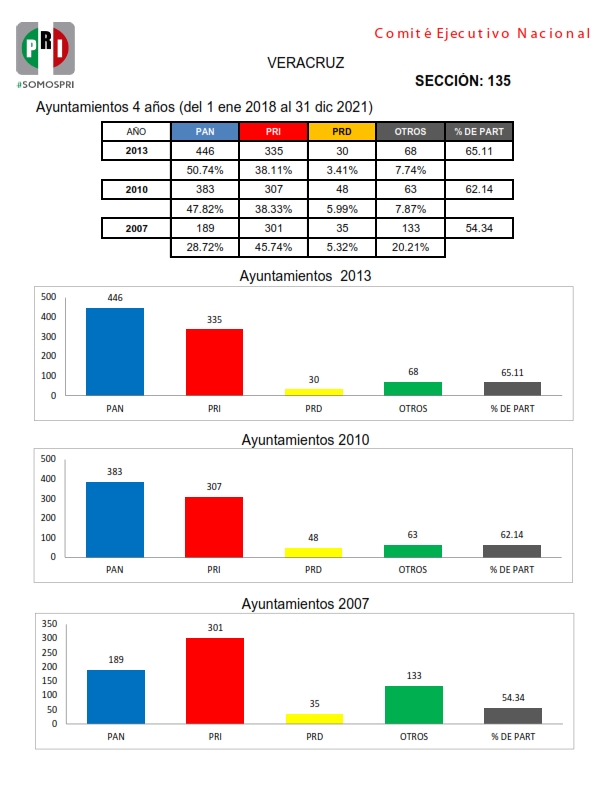 Comité Ejecutivo Nacional
PRI
#SOMOSPRI
VERACRUZ
SECCIÓN: 135
Ayuntamientos 4 años (del 1 ene 2018 al 31 dic 2021)
AÑO PAN PRI PRD OTROS % DE PART
2013 446 335 30 68 65.11
50.74% 38.11% 3.41% 7.74%
2010 383 307 48 63 62.14
47.82% 38.33% 5.99% 7.87%
2007 189 301 35 133 54.34
28.72% 45.74% 5.32% 20.21%
Ayuntamientos 2013
500
400
300
200
100
0
446 335 30 68 65.11
PAN PRI PRD OTROS % DE PART
Ayuntamientos 2010
500
400
300
200
100
0
383 307 48 63 62.14
PAN PRI PRD OTROS % DE PART
Ayuntamientos 2007
350
300
250
200
150
100
50
0
189 301 35 133 54.34
PAN PRI PRD OTROS % DE PART